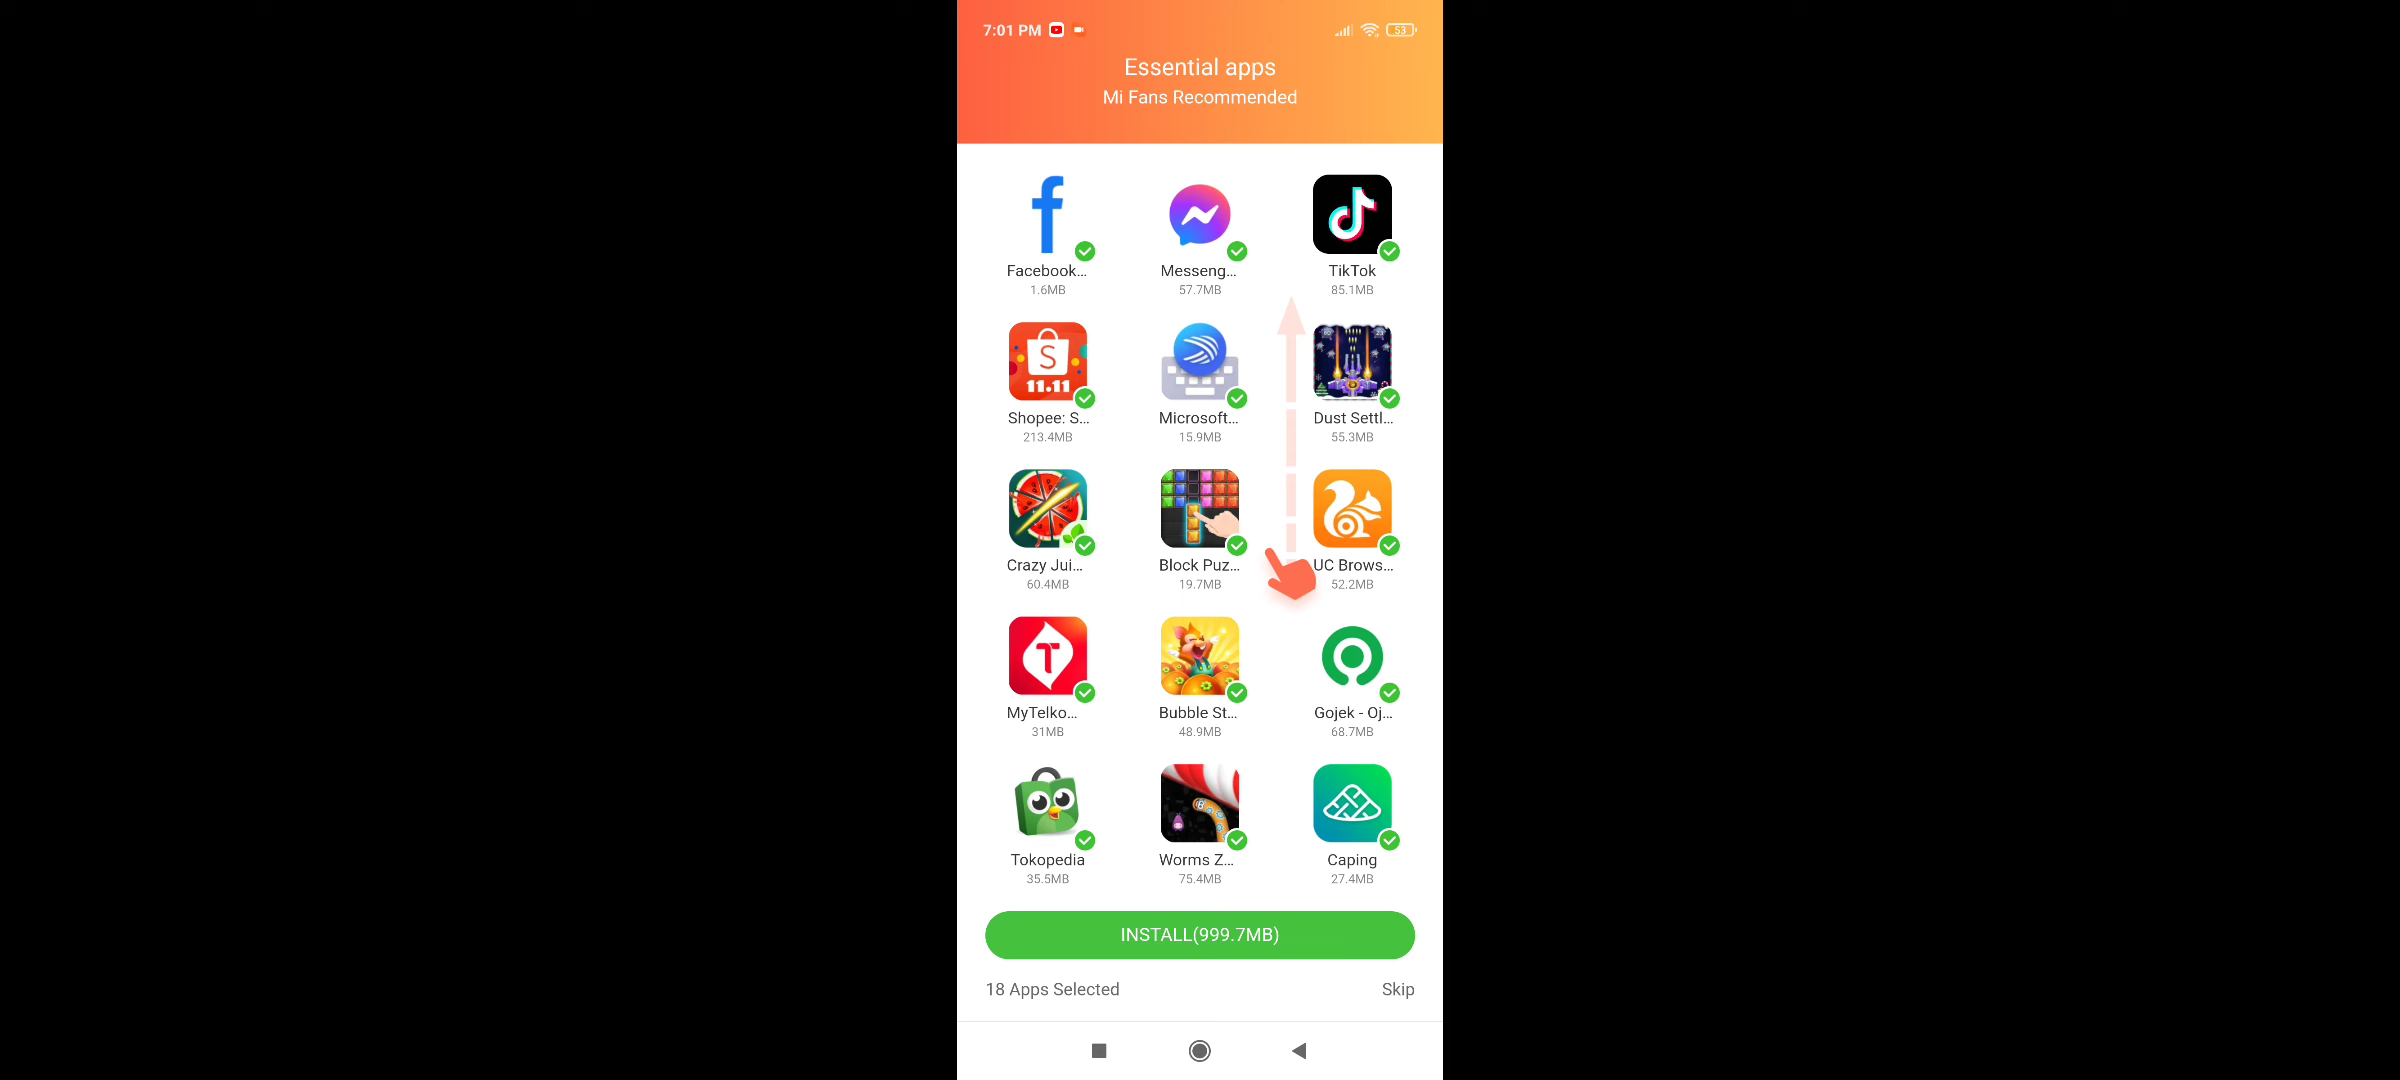 7:01 PM
53
Essential apps
Mi Fans Recommended
Facebook...
Messeng...
TikTok
1.6MB
57.7MB
85.1MB
S
11.11
Shopee: S...
Microsoft...
Dust Settl...
213.4MB
15.9MB
55.3MB
Crazy Jui...
Block Puz...
UC Brows...
60.4MB
19.7MB
52.2MB
T
MyTelko...
Bubble St...
Gojek - Oj...
31MB
48.9MB
68.7MB
Tokopedia
Worms Z...
Caping
35.5MB
75.4MB
27.4MB
INSTALL(999.7MB)
18 Apps Selected
Skip